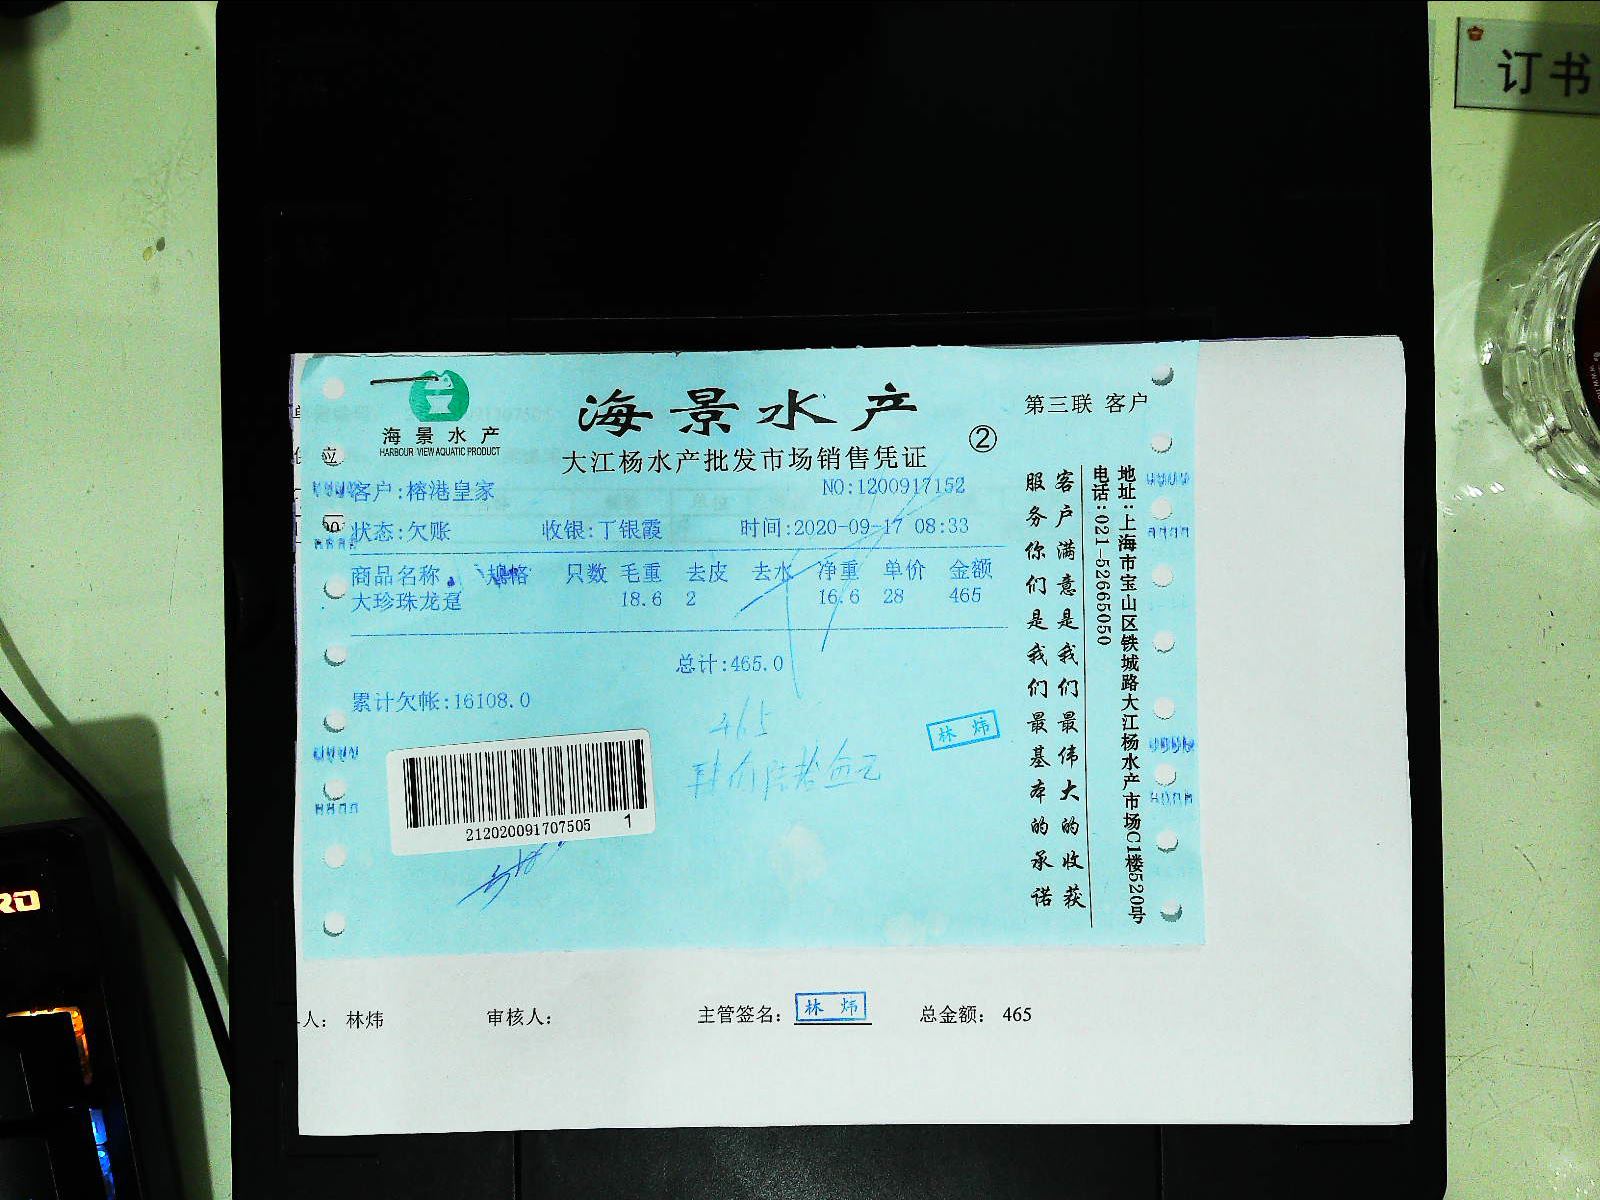 订书
海景水产
HARBOUR VIEW AQUATIC PRODUCT
海景水产
大江杨水产批发市场销售凭证
②
第三联 客户
客户:榕港皇家
NO:1200917152
状态:欠账 收银:丁银霞 时间:2020-09-17 08:33
商品名称 规格 只数 毛重 去皮 去水 净重 单价 金额
大珍珠龙趸 18.6 2 16.6 28 465
总计:465.0
累计欠帐:16108.0
465
林炜
212020091707505 1
客户满意是我们最伟大的收获
服务你们是我们最基本的承诺
地址:上海市宝山区铁城路大江杨水产市场C1楼520号
电话:021-52665050
人: 林炜 审核人: 主管签名: 林炜 总金额: 465